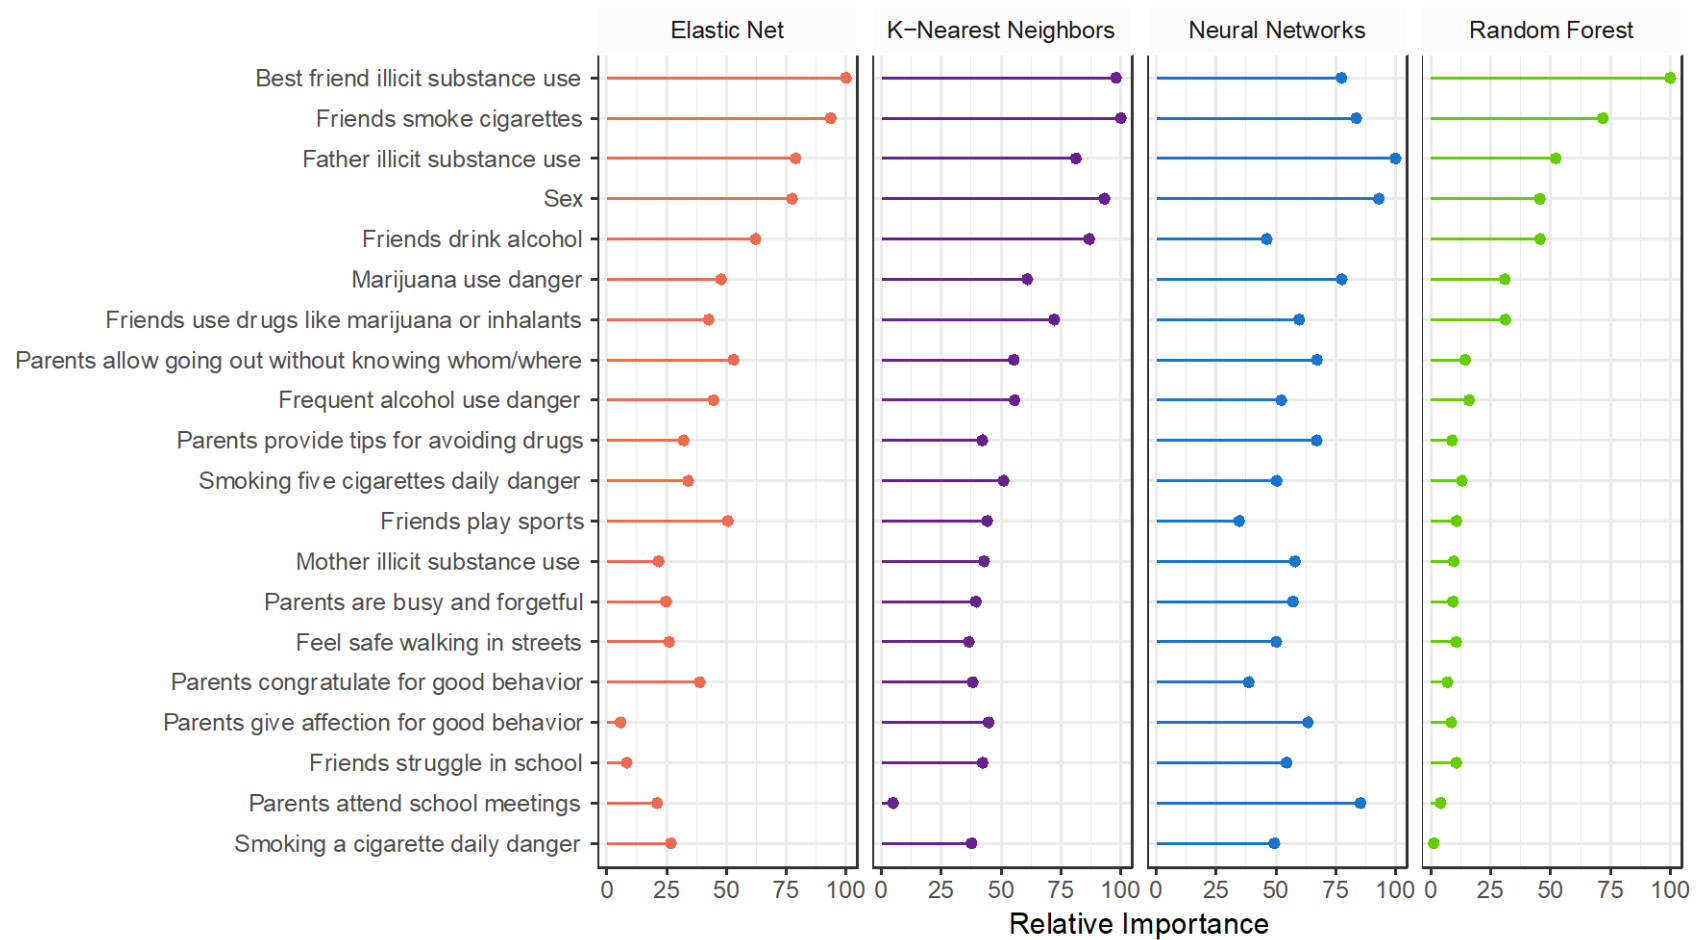 Elastic Net
K−Nearest Neighbors
Neural Networks
Random Forest
Best friend illicit substance use
Friends smoke cigarettes
Father illicit substance use
Sex
Friends drink alcohol
Marijuana use danger
Friends use drugs like marijuana or inhalants
Parents allow going out without knowing whom/where
Frequent alcohol use danger
Parents provide tips for avoiding drugs
Smoking five cigarettes daily danger
Friends play sports
Mother illicit substance use
Parents are busy and forgetful
Feel safe walking in streets
Parents congratulate for good behavior
Parents give affection for good behavior
Friends struggle in school
Parents attend school meetings
Smoking a cigarette daily danger
0 25 50 75 100 0 25 50 75 100 0 25 50 75 100 0 25 50 75 100
Relative Importance